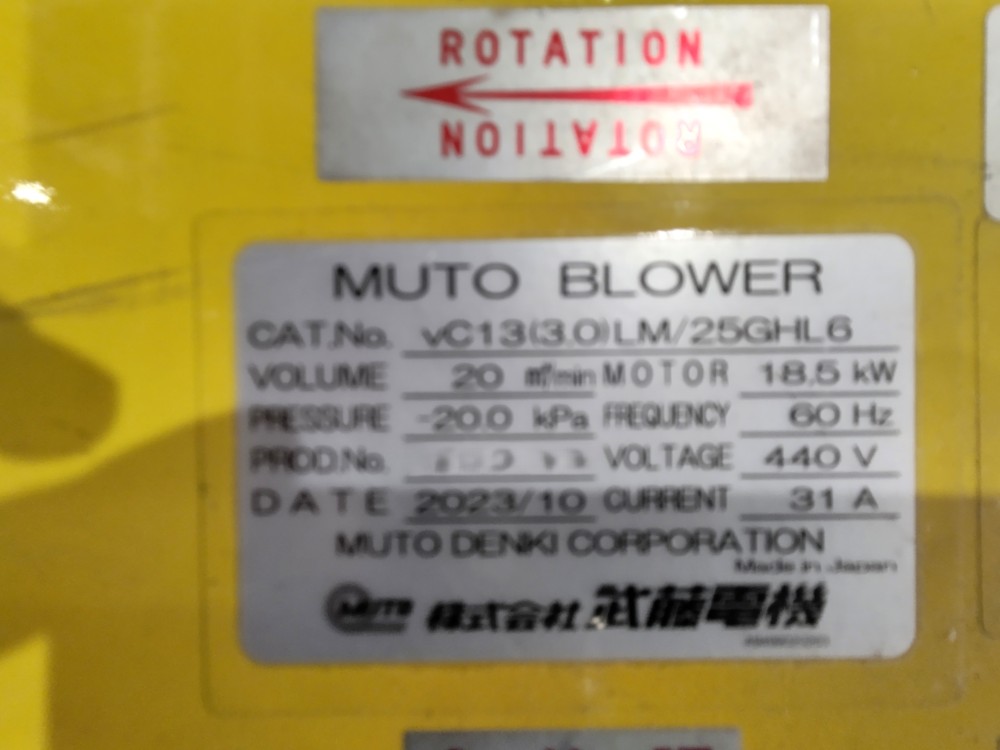 ROTATION
ROTATION
MUTO BLOWER
CAT.No. vC13(3.0)LM/25GHL6
VOLUME 20 m³/min MOTOR 18.5 kW
PRESSURE -20.0 kPa FREQUENCY 60 Hz
PROD.No. VOLTAGE 440 V
DATE 2023/10 CURRENT 31 A
MUTO DENKI CORPORATION
Made in Japan
MUTO 株式会社 武藤電機